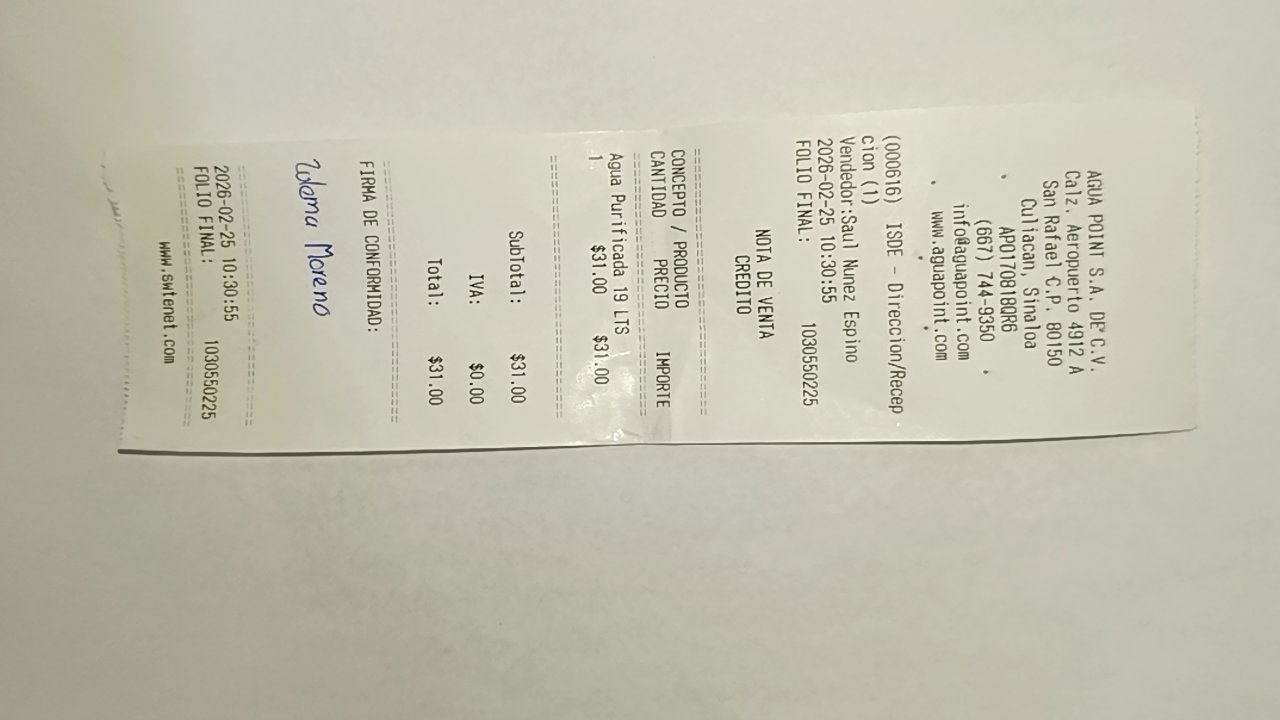 AGUA POINT S.A. DE C.V.
Calz. Aeropuerto 4912 A
San Rafael C.P. 80150
Culiacan, Sinaloa
APO170818QR6
(667) 744-9350
info@aguapoint.com
www.aguapoint.com
(000616) ISDE - Direccion/Recep
cion (1)
Vendedor:Saul Nunez Espino
2026-02-25 10:30:55
FOLIO FINAL: 1030550225
NOTA DE VENTA
CREDITO
================================
CONCEPTO / PRODUCTO
CANTIDAD PRECIO IMPORTE
================================
Agua Purificada 19 LTS
1 $31.00 $31.00
================================
SubTotal: $31.00
IVA: $0.00
Total: $31.00
================================
FIRMA DE CONFORMIDAD:
Zulema Moreno
================================
2026-02-25 10:30:55
FOLIO FINAL: 1030550225
================================
www.swtenet.com